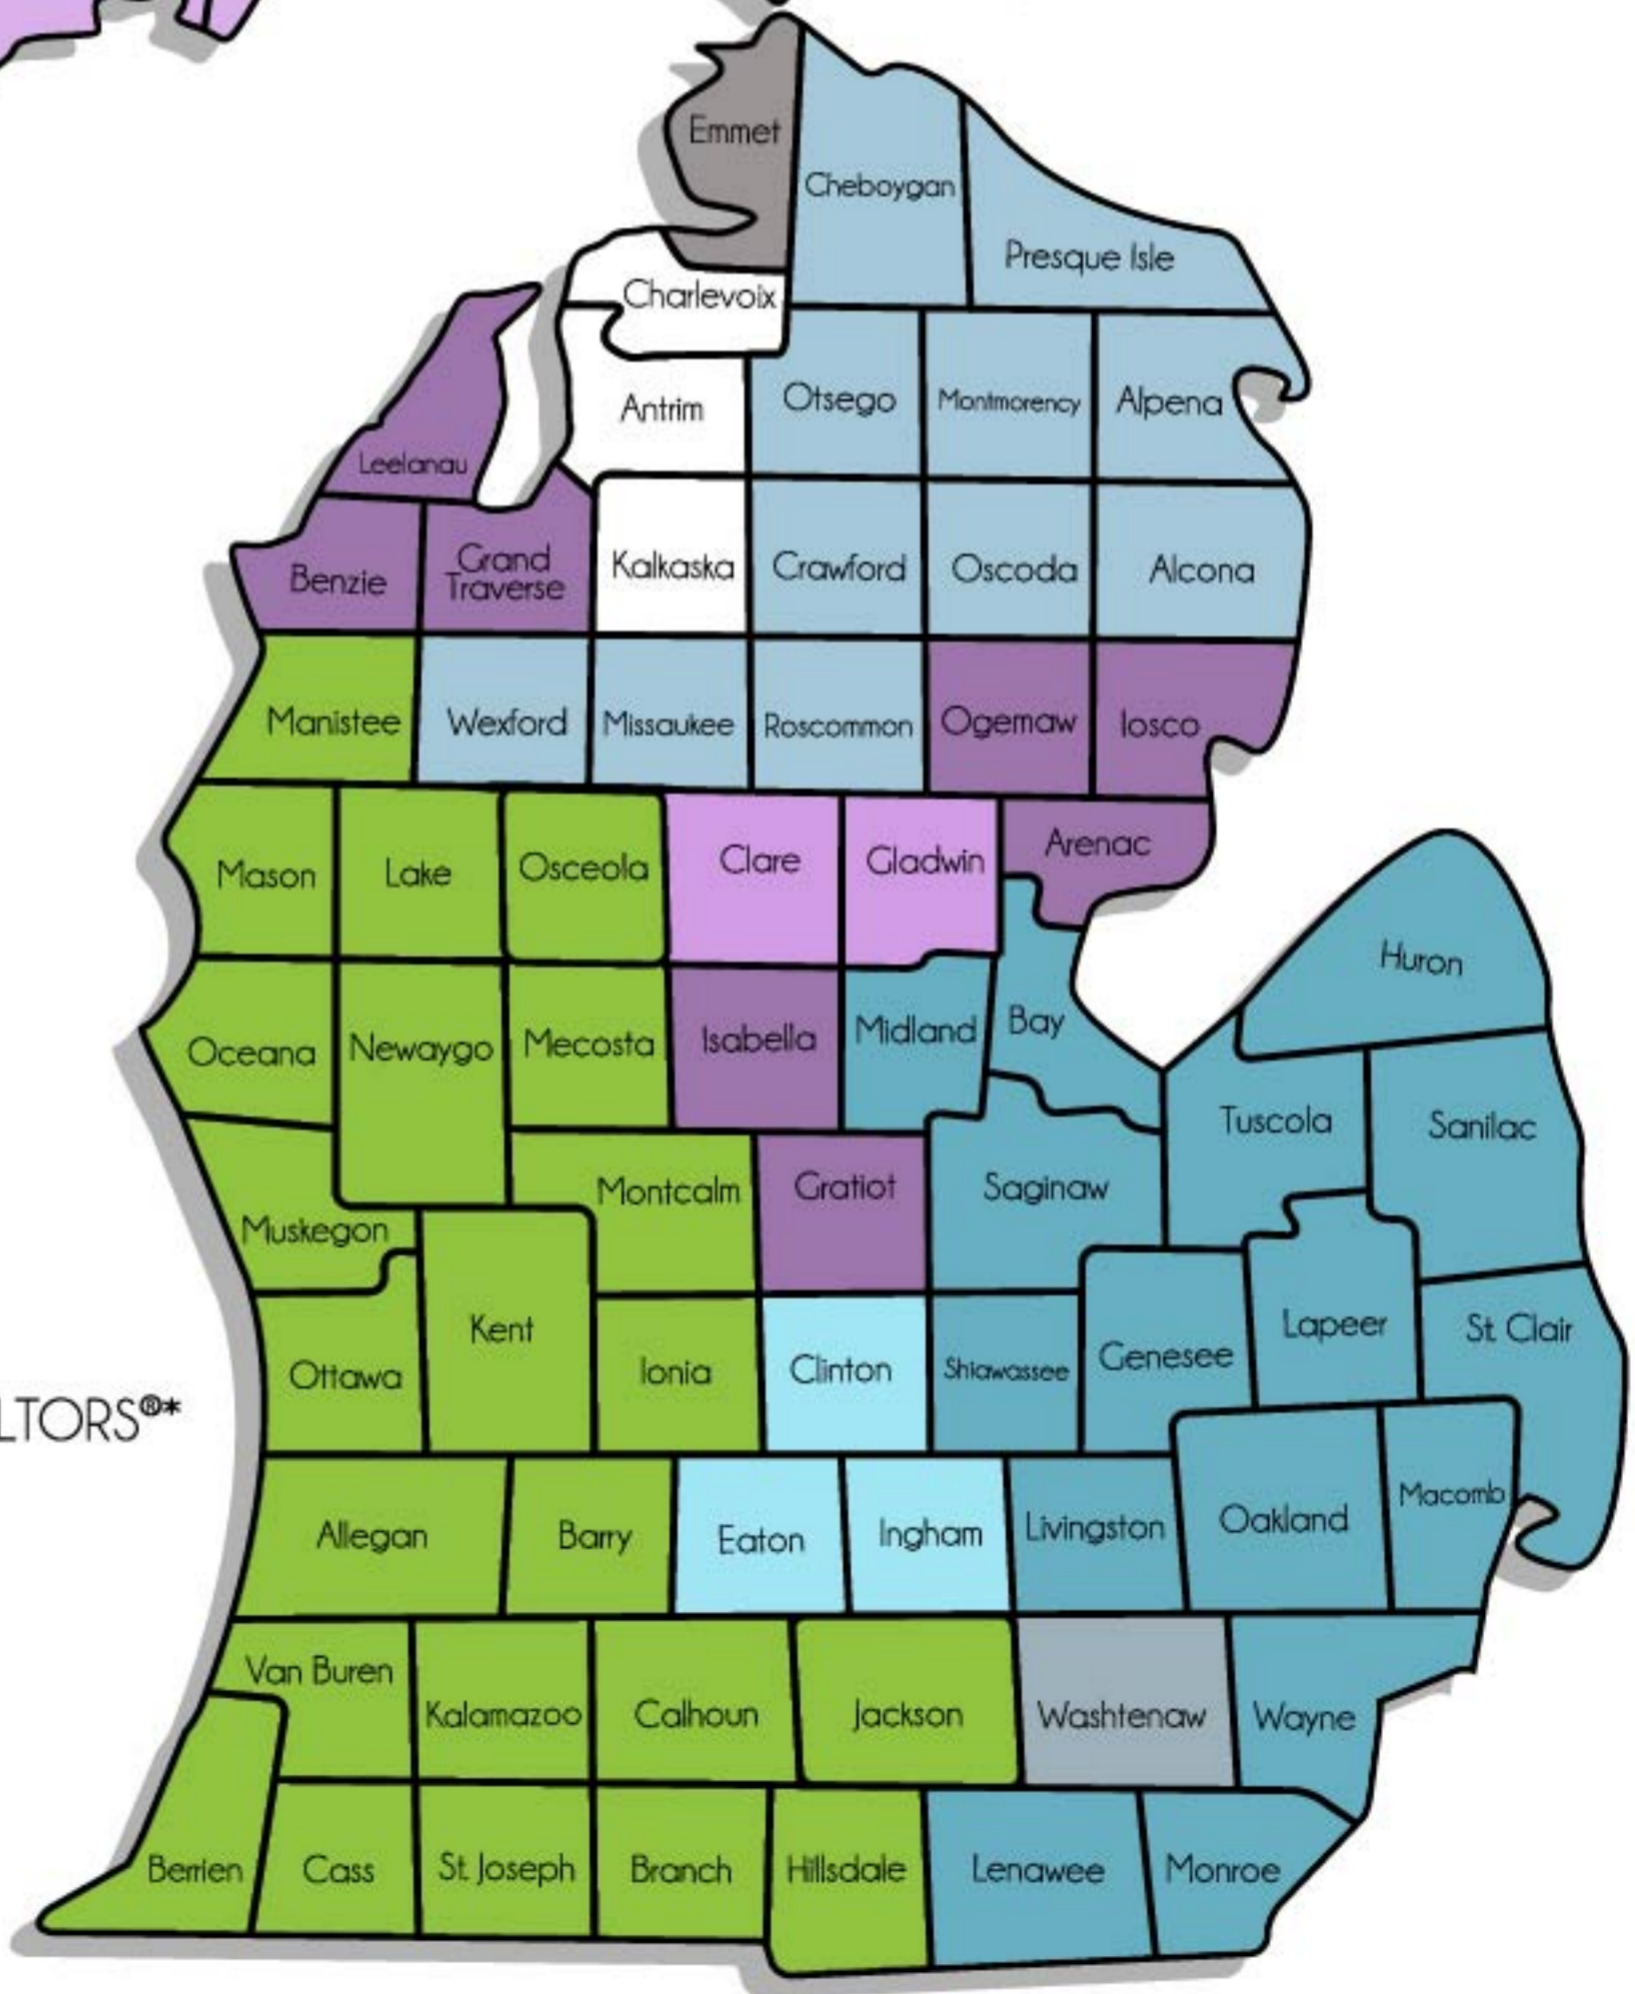 Emmet
Cheboygan
Presque Isle
Charlevoix
Antrim
Otsego
Montmorency
Alpena
Leelanau
Benzie
Grand
Traverse
Kalkaska
Crawford
Oscoda
Alcona
Manistee
Wexford
Missaukee
Roscommon
Ogemaw
Iosco
Mason
Lake
Osceola
Clare
Gladwin
Arenac
Huron
Oceana
Newaygo
Mecosta
Isabella
Midland
Bay
Tuscola
Sanilac
Muskegon
Montcalm
Gratiot
Saginaw
Ottawa
Kent
Ionia
Clinton
Shiawassee
Genesee
Lapeer
St. Clair
LTORS®*
Allegan
Barry
Eaton
Ingham
Livingston
Oakland
Macomb
Van Buren
Kalamazoo
Calhoun
Jackson
Washtenaw
Wayne
Berrien
Cass
St. Joseph
Branch
Hillsdale
Lenawee
Monroe